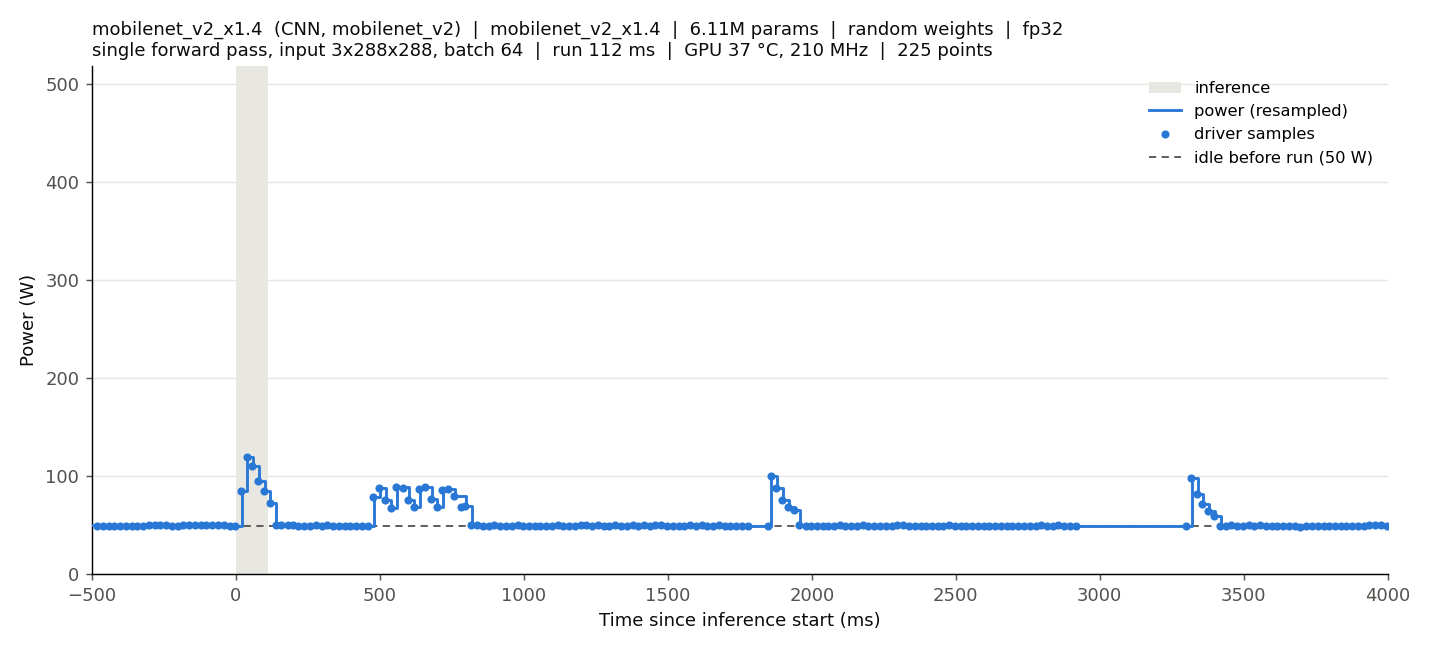 mobilenet_v2_x1.4  (CNN, mobilenet_v2)  |  mobilenet_v2_x1.4  |  6.11M params  |  random weights  |  fp32
single forward pass, input 3x288x288, batch 64  |  run 112 ms  |  GPU 37 °C, 210 MHz  |  225 points
inference
power (resampled)
driver samples
idle before run (50 W)
Power (W)
500
400
300
200
100
0
−500
0
500
1000
1500
2000
2500
3000
3500
4000
Time since inference start (ms)